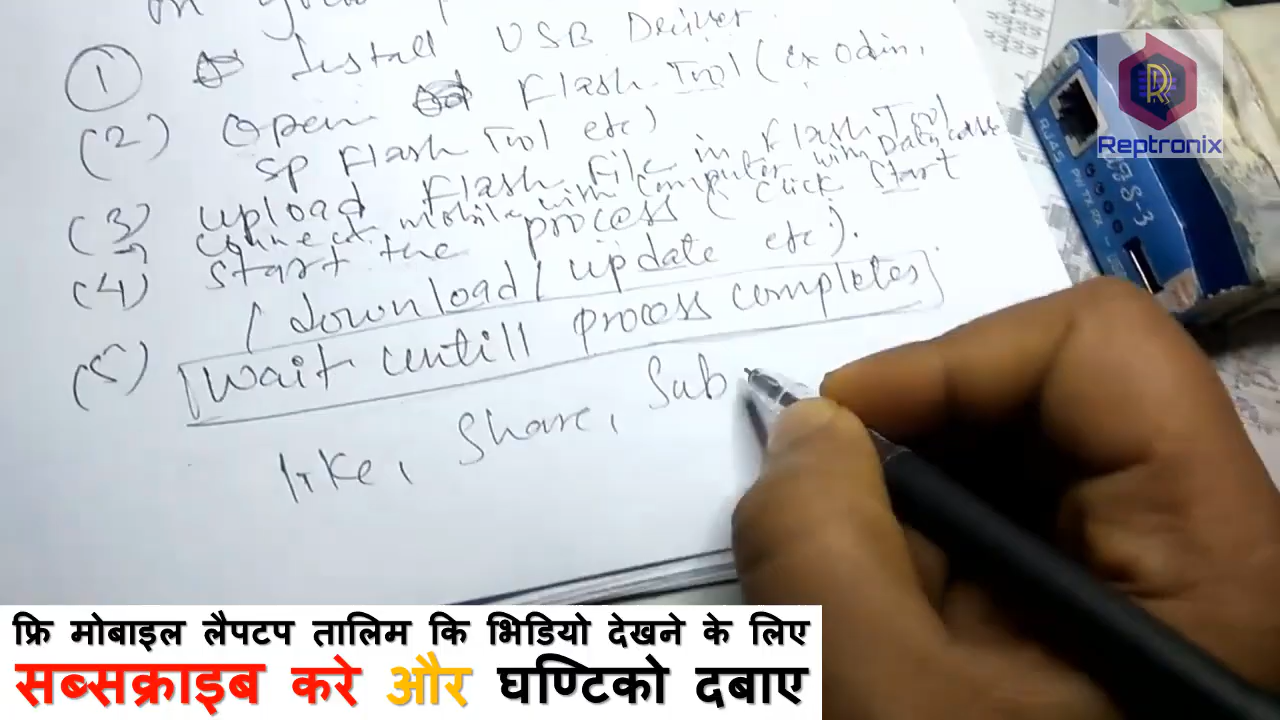 ① Install USB Driver
(2) Open Flash Tool ( Ex odin,
SP Flash Tool etc)
(3) upload Flash File in Flash Tool
connect mobile with computer with Data cable
(4) Start the process ( click Start
( download / update etc).
(5) Wait untill process completes
like, Share, Sub
RJ45
Reptronix
फ्रि मोबाइल लैपटप तालिम कि भिडियो देखने के लिए
सब्सक्राइब करे और घण्टिको दबाए